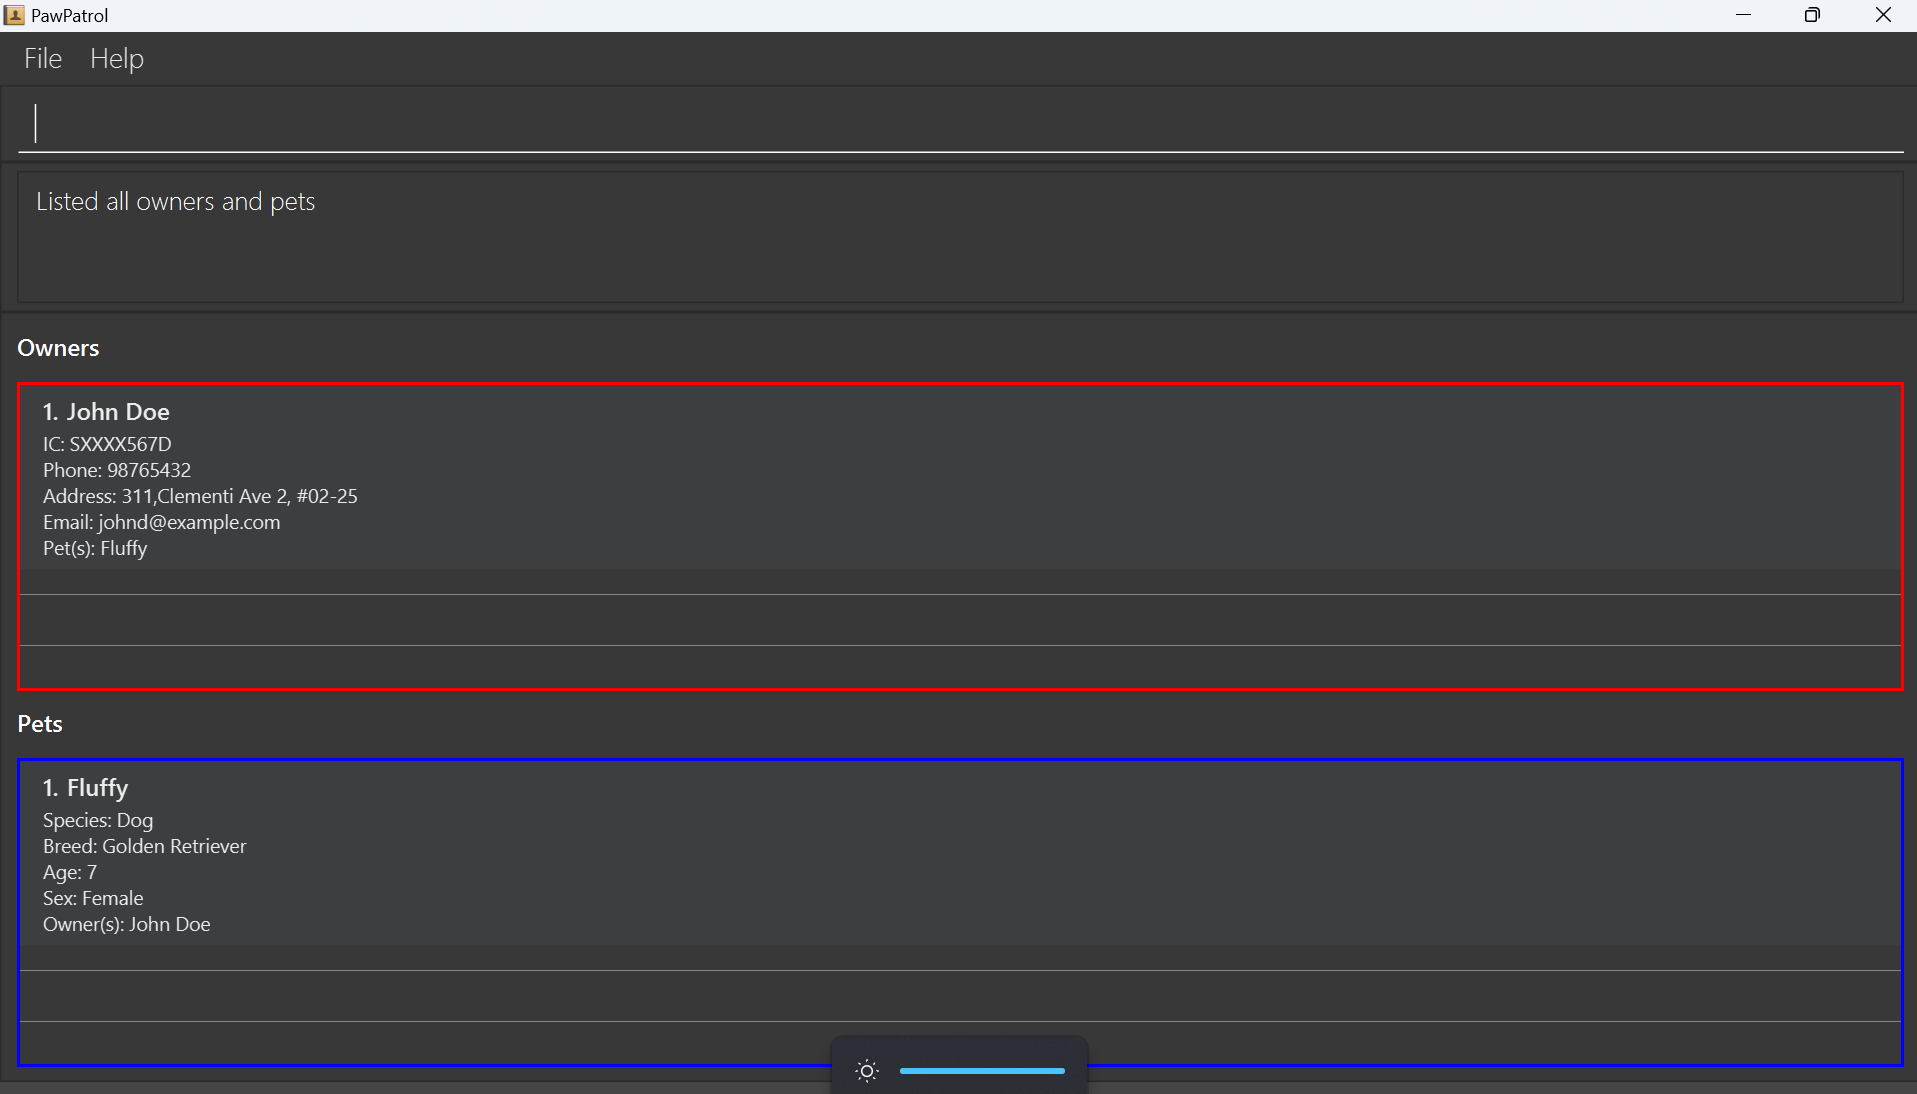 PawPatrol
File Help
Listed all owners and pets
Owners
1. John Doe
IC: SXXXX567D
Phone: 98765432
Address: 311,Clementi Ave 2, #02-25
Email: johnd@example.com
Pet(s): Fluffy
Pets
1. Fluffy
Species: Dog
Breed: Golden Retriever
Age: 7
Sex: Female
Owner(s): John Doe